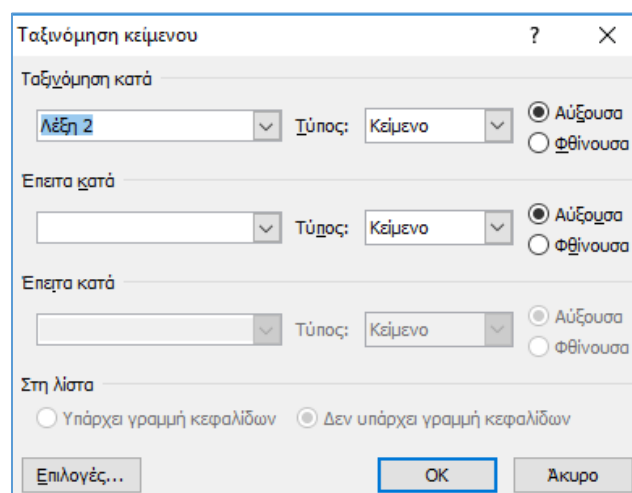 Ταξινόμηση κείμενου ? ×
Ταξινόμηση κατά
Λέξη 2 Τύπος: Κείμενο Αύξουσα
Φθίνουσα
Έπειτα κατά
Τύπος: Κείμενο Αύξουσα
Φθίνουσα
Έπειτα κατά
Τύπος: Κείμενο Αύξουσα
Φθίνουσα
Στη λίστα
Υπάρχει γραμμή κεφαλίδων Δεν υπάρχει γραμμή κεφαλίδων
Επιλογές... OK Άκυρο